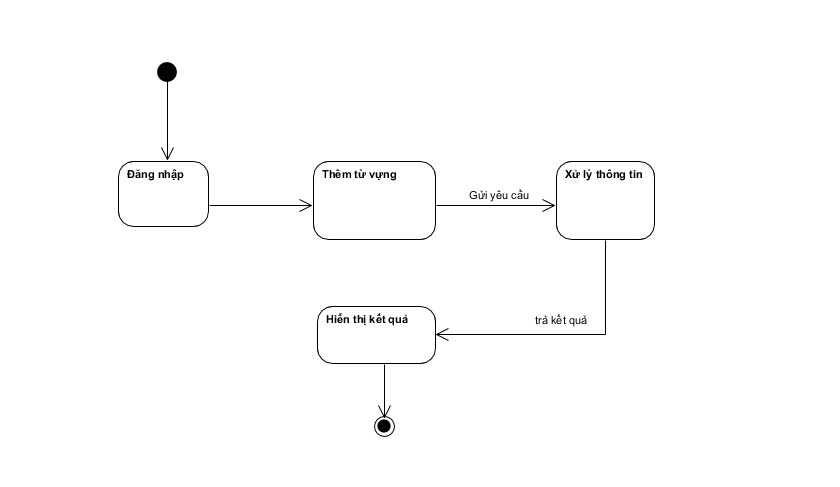 Đăng nhập
Thêm từ vựng
Gửi yêu cầu
Xử lý thông tin
trả kết quả
Hiển thị kết quả